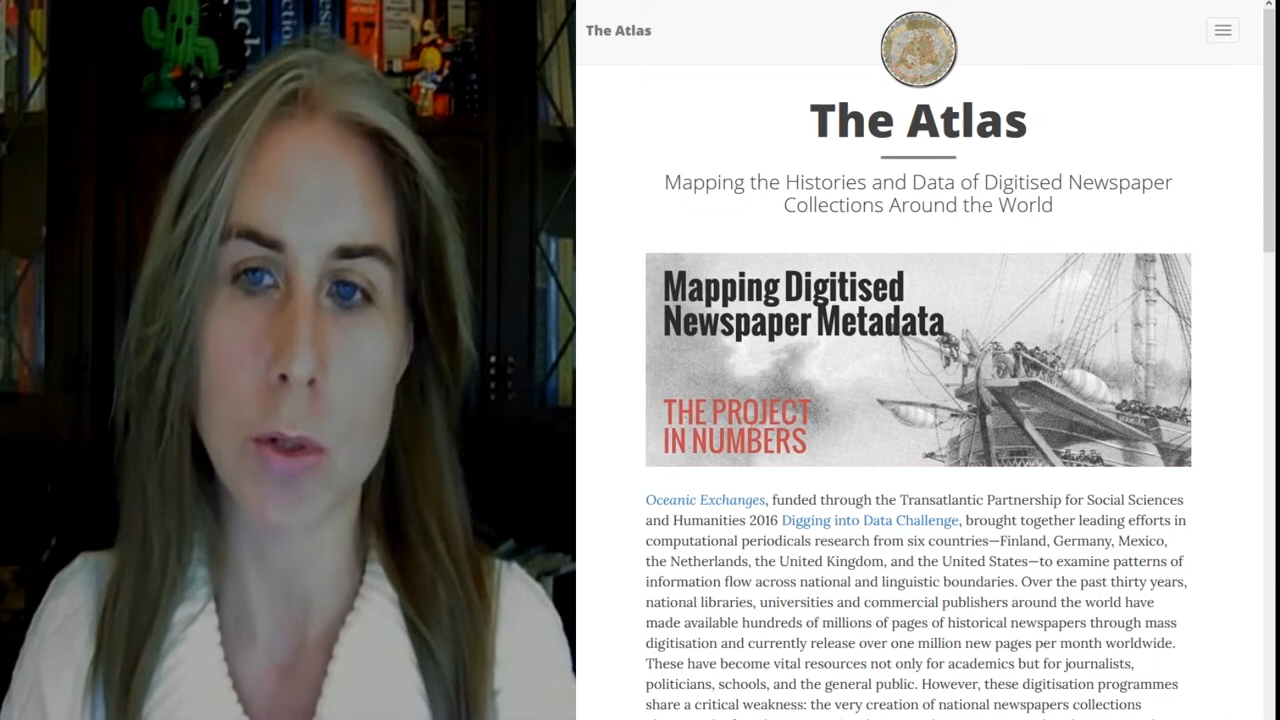 nch
ction
17
The Atlas
The Atlas
Mapping the Histories and Data of Digitised Newspaper
Collections Around the World
Mapping Digitised
Newspaper Metadata
THE PROJECT
IN NUMBERS
Oceanic Exchanges, funded through the Transatlantic Partnership for Social Sciences
and Humanities 2016 Digging into Data Challenge, brought together leading efforts in
computational periodicals research from six countries—Finland, Germany, Mexico,
the Netherlands, the United Kingdom, and the United States—to examine patterns of
information flow across national and linguistic boundaries. Over the past thirty years,
national libraries, universities and commercial publishers around the world have
made available hundreds of millions of pages of historical newspapers through mass
digitisation and currently release over one million new pages per month worldwide.
These have become vital resources not only for academics but for journalists,
politicians, schools, and the general public. However, these digitisation programmes
share a critical weakness: the very creation of national newspapers collections